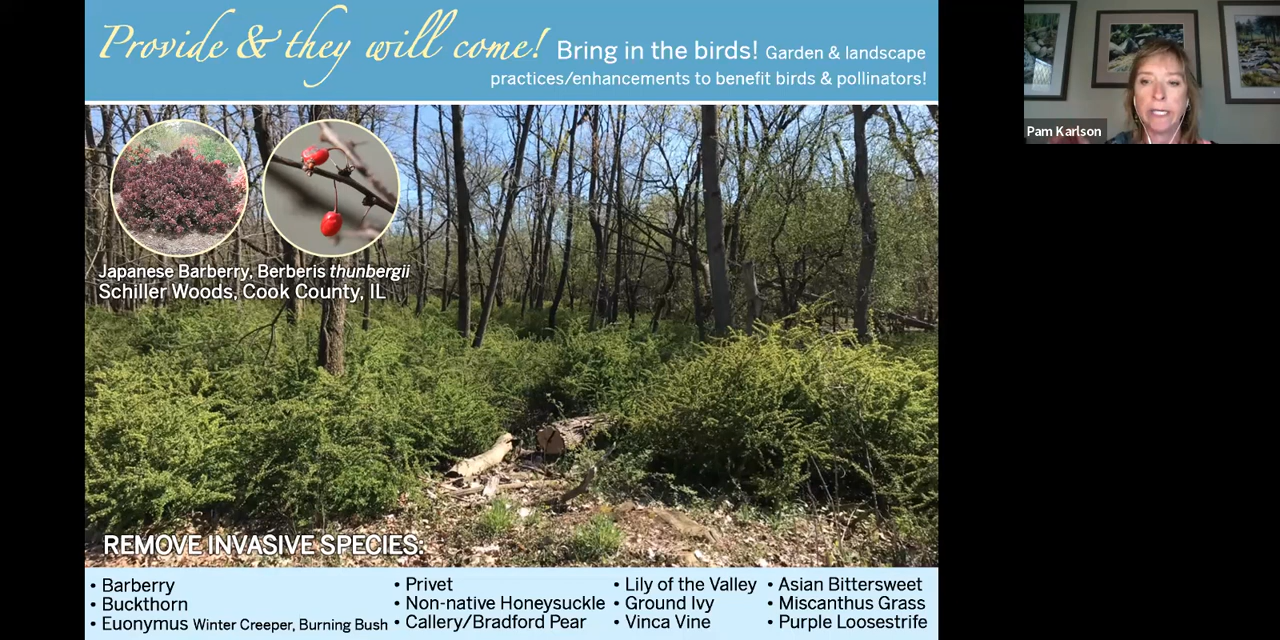 Provide & they will come! Bring in the birds! Garden & landscape
practices/enhancements to benefit birds & pollinators!
Pam Karlson
Japanese Barberry, Berberis thunbergii
Schiller Woods, Cook County, IL
REMOVE INVASIVE SPECIES:
• Barberry
• Buckthorn
• Euonymus Winter Creeper, Burning Bush
• Privet
• Non-native Honeysuckle
• Callery/Bradford Pear
• Lily of the Valley
• Ground Ivy
• Vinca Vine
• Asian Bittersweet
• Miscanthus Grass
• Purple Loosestrife